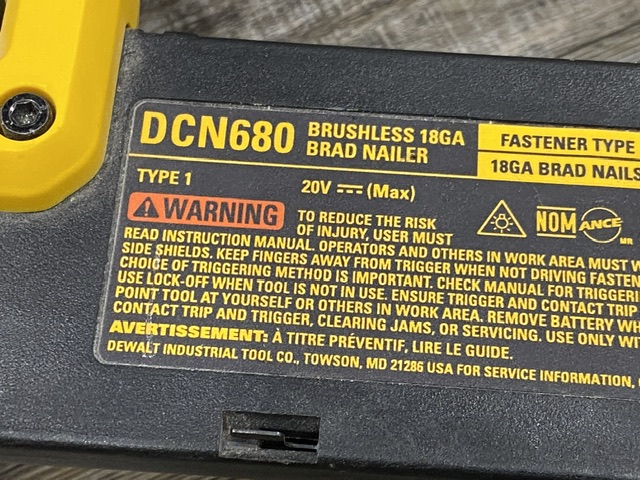 DCN680 BRUSHLESS 18GA
BRAD NAILER
FASTENER TYPE
18GA BRAD NAILS
TYPE 1
20V (Max)
WARNING TO REDUCE THE RISK
OF INJURY, USER MUST
NOM
ANCE
MR
READ INSTRUCTION MANUAL. OPERATORS AND OTHERS IN WORK AREA MUST
SIDE SHIELDS. KEEP FINGERS AWAY FROM TRIGGER WHEN NOT DRIVING
CHOICE OF TRIGGERING METHOD IS IMPORTANT. CHECK MANUAL FOR
USE LOCK-OFF WHEN TOOL IS NOT IN USE. ENSURE TRIGGER AND CONTACT
POINT TOOL AT YOURSELF OR OTHERS IN WORK AREA. REMOVE BATTERY
CONTACT TRIP AND TRIGGER, CLEARING JAMS, OR SERVICING. USE ONLY
AVERTISSEMENT: À TITRE PRÉVENTIF, LIRE LE GUIDE.
DEWALT INDUSTRIAL TOOL CO., TOWSON, MD 21286 USA FOR SERVICE INFORMATION,